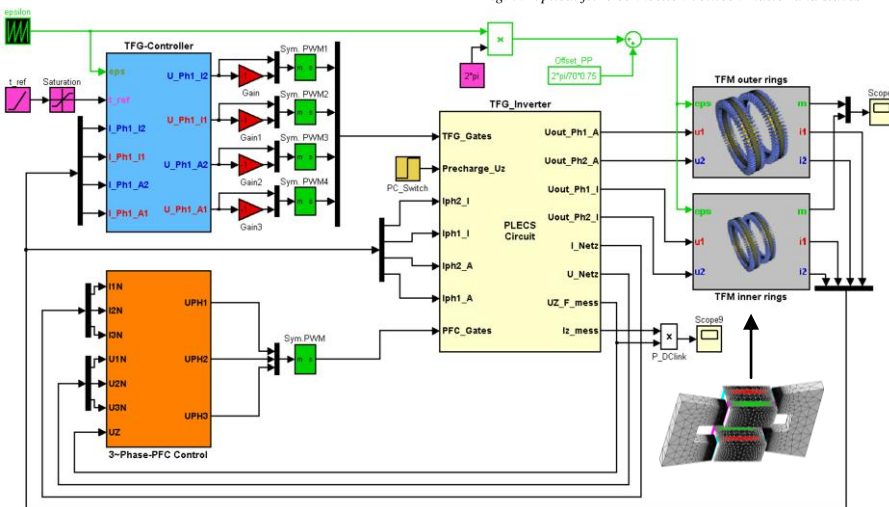 epsilon
t_ref
Saturation
TFG-Controller
eps
t_ref
I_Ph1_I2
I_Ph1_I1
I_Ph1_A2
I_Ph1_A1
U_Ph1_I2
U_Ph1_I1
U_Ph1_A2
U_Ph1_A1
-1
Gain
-1
Gain1
-1
Gain2
-1
Gain3
Sym. PWM1
m s
Sym. PWM2
m s
Sym. PWM3
m s
Sym. PWM4
m s
×
2*pi
Offset_PP
2*pi/70*0.75
PC_Switch
TFG_Inverter
TFG_Gates
Precharge_Uz
Iph2_I
Iph1_I
Iph2_A
Iph1_A
PFC_Gates
PLECS
Circuit
Uout_Ph1_A
Uout_Ph2_A
Uout_Ph1_I
Uout_Ph2_i
I_Netz
U_Netz
UZ_F_mess
Iz_mess
TFM outer rings
eps
u1
u2
m
i1
i2
eps
u1
u2
m
i1
i2
TFM inner rings
Scope
×
P_DClink
Scope9
I1N
I2N
I3N
U1N
U2N
U3N
UZ
UPH1
UPH2
UPH3
3~Phase-PFC Control
Sym.PWM
m s